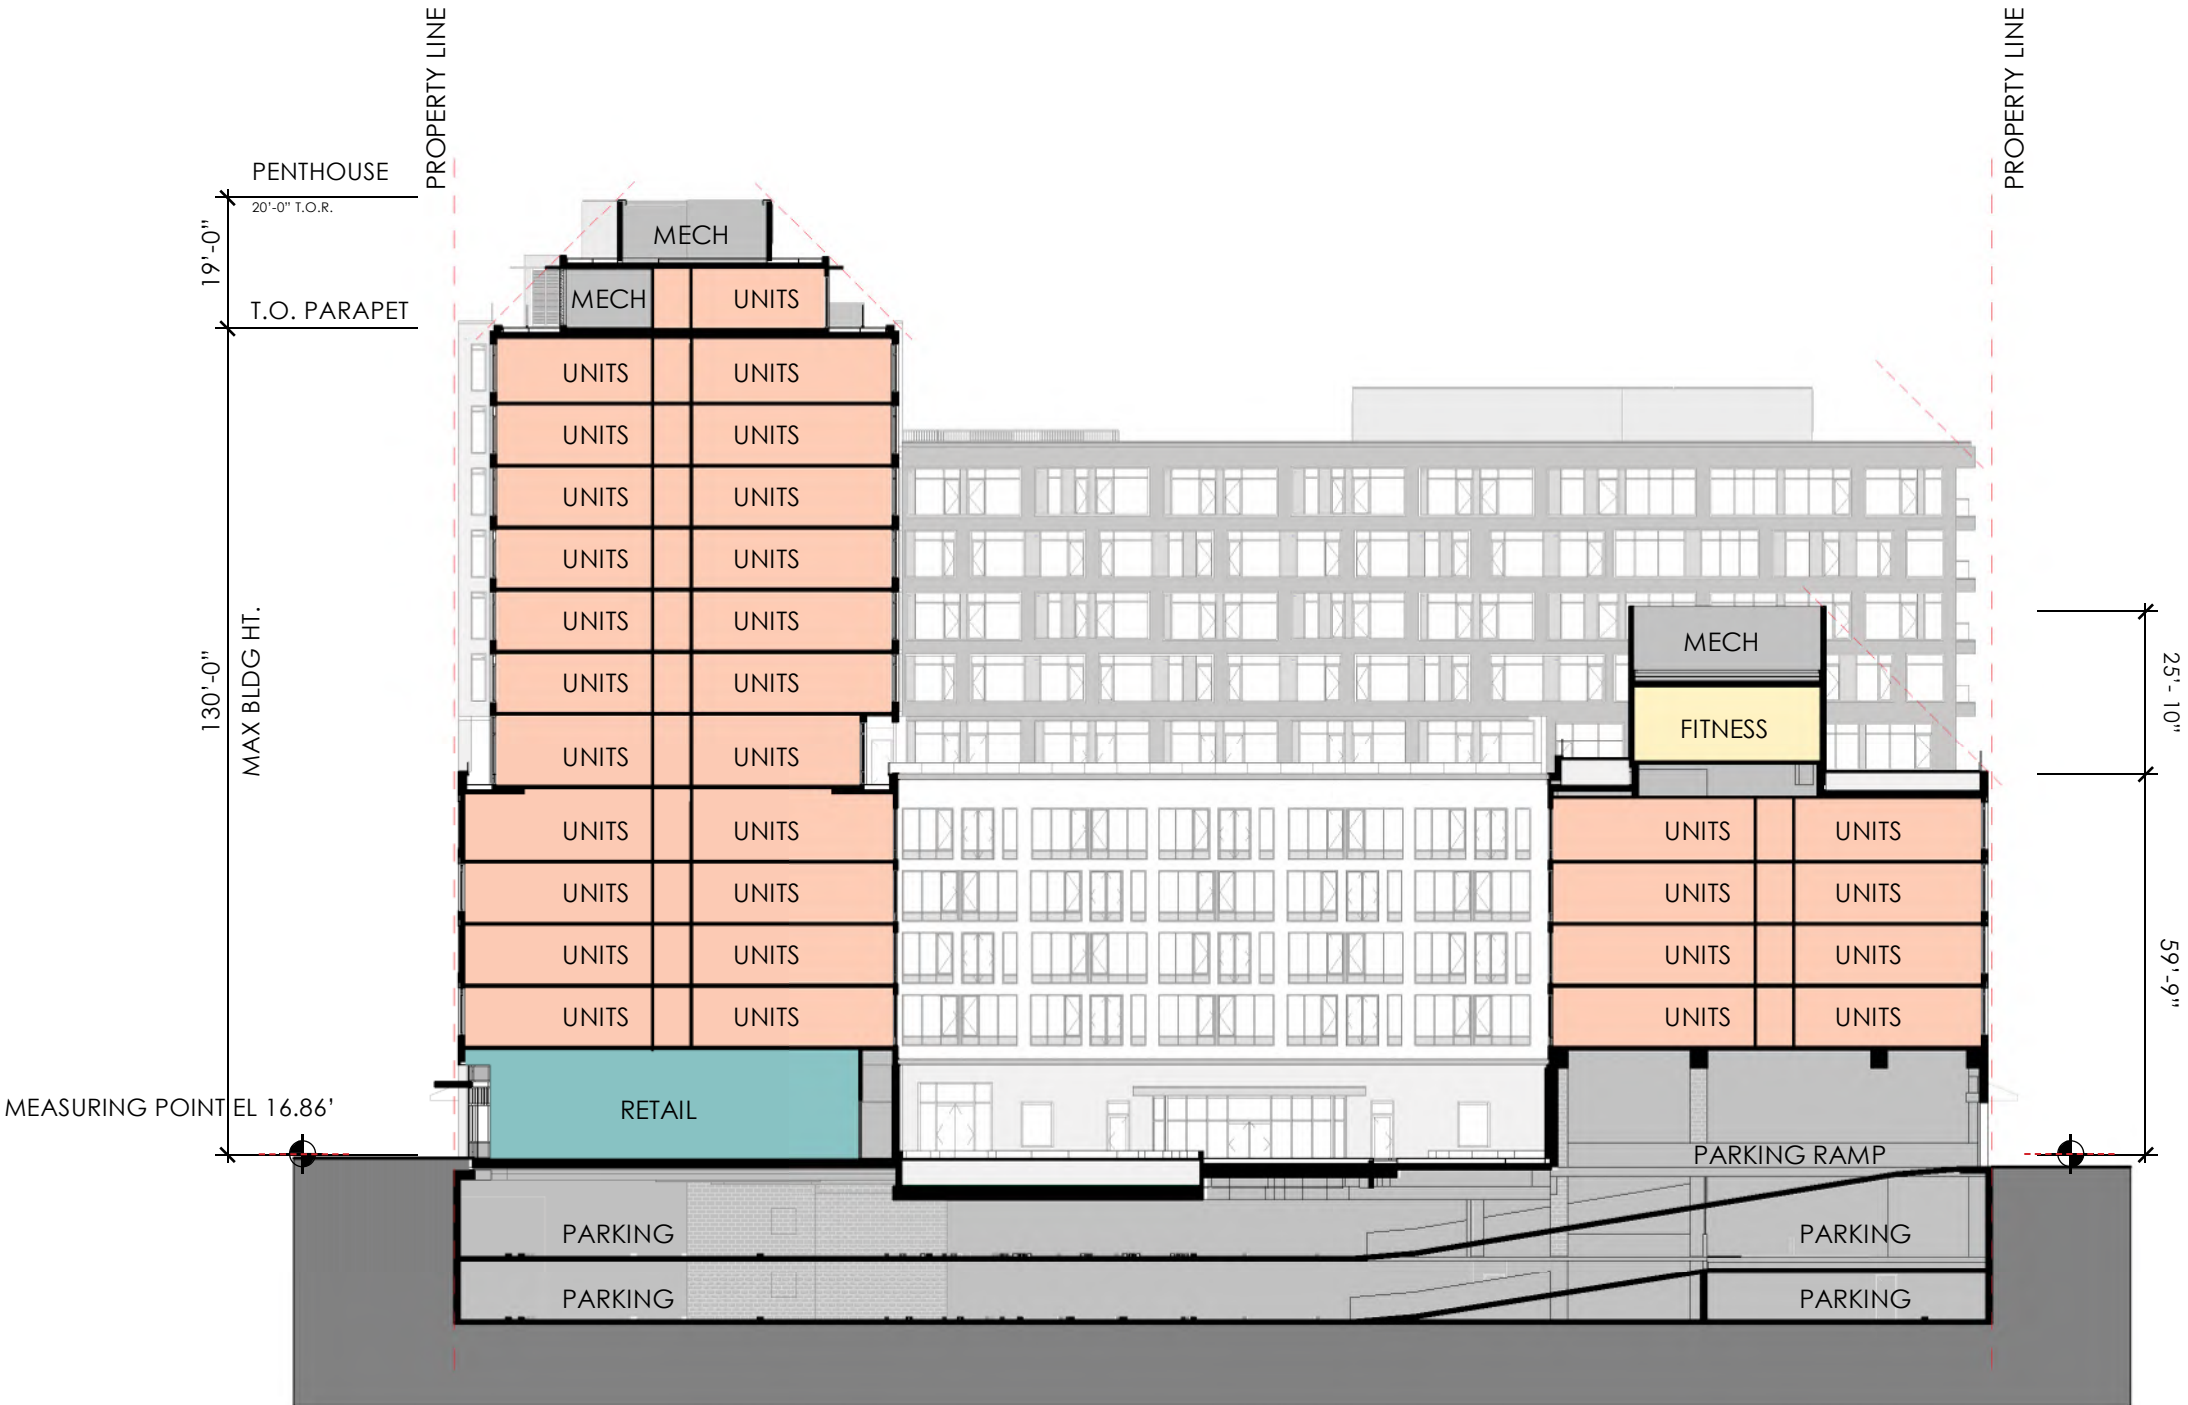 PROPERTY LINE
PROPERTY LINE
PENTHOUSE
20'-0" T.O.R.
19'-0"
T.O. PARAPET
MECH
MECH UNITS
UNITS UNITS
UNITS UNITS
UNITS UNITS
UNITS UNITS
UNITS UNITS
UNITS UNITS
UNITS UNITS
130'-0"
MAX BLDG HT.
MECH
FITNESS
25'- 10"
UNITS UNITS UNITS UNITS
UNITS UNITS UNITS UNITS
UNITS UNITS UNITS UNITS
UNITS UNITS UNITS UNITS
59'-9"
MEASURING POINT EL 16.86'
RETAIL
PARKING RAMP
PARKING PARKING
PARKING PARKING